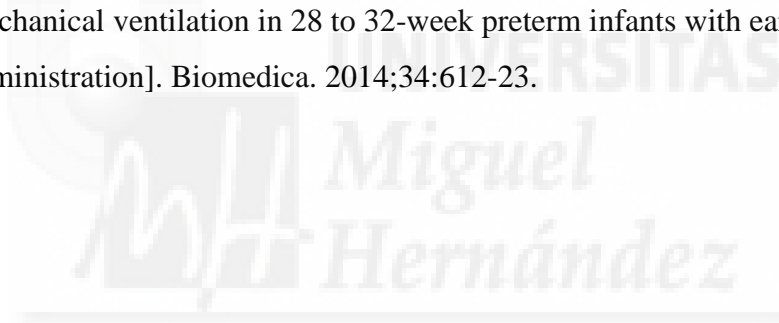 chanical ventilation in 28 to 32-week preterm infants with ea
ministration]. Biomedica. 2014;34:612-23.
UNIVERSITAS
Miguel
Hernández